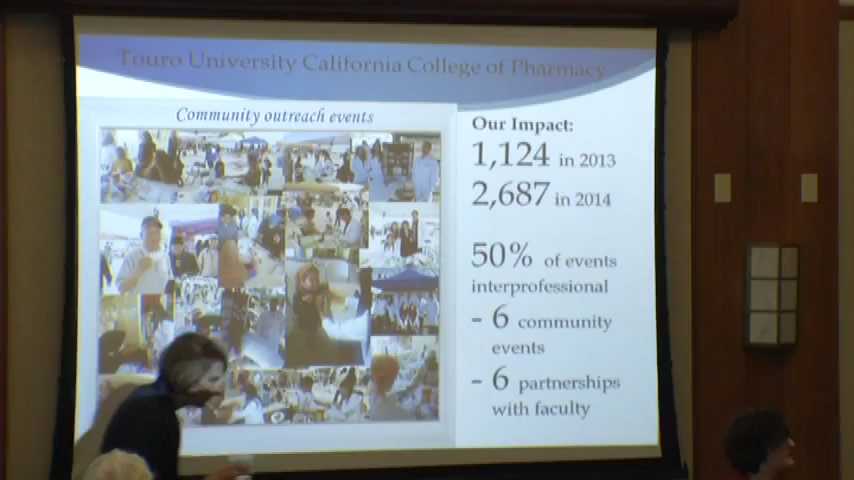 Touro University California College of Pharmacy
Community outreach events
Our Impact:
1,124 in 2013
2,687 in 2014
50% of events
interprofessional
- 6 community
events
- 6 partnerships
with faculty